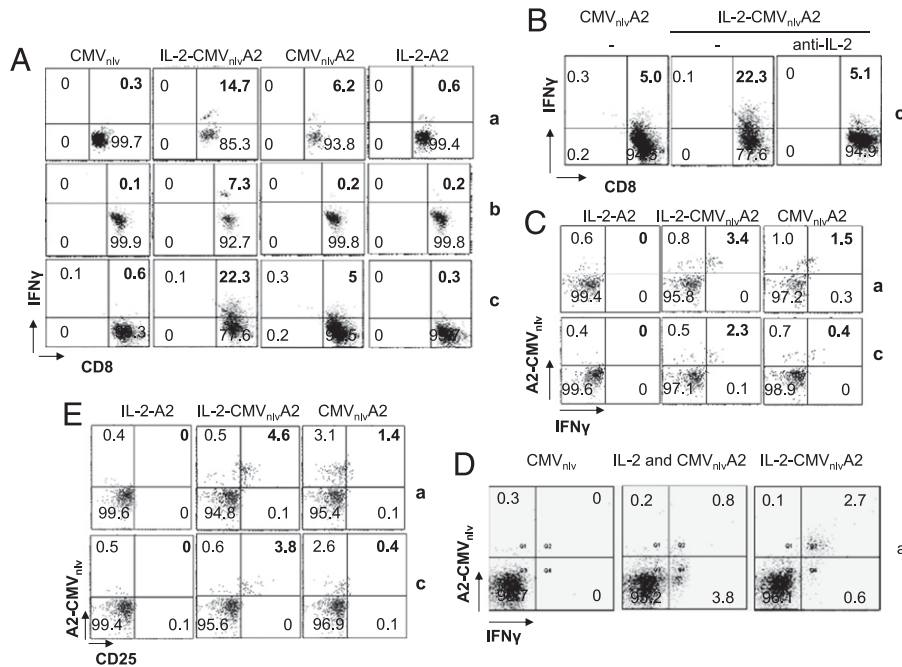 A
CMVnlv IL-2-CMVnlvA2 CMVnlvA2 IL-2-A2
0 0.3 0 14.7 0 6.2 0 0.6
a
0 99.7 0 85.3 0 93.8 0 99.4
0 0.1 0 7.3 0 0.2 0 0.2
b
0 99.9 0 92.7 0 99.8 0 99.8
0.1 0.6 0.1 22.3 0.3 5 0 0.3
c
0 0 77.6 0.2 0
IFNγ
CD8
B
CMVnlvA2 IL-2-CMVnlvA2
- - anti-IL-2
0.3 5.0 0.1 22.3 0 5.1
0.2 0 77.6 0 94.9
IFNγ
CD8
C
IL-2-A2 IL-2-CMVnlvA2 CMVnlvA2
0.6 0 0.8 3.4 1.0 1.5
a
99.4 0 95.8 0 97.2 0.3
0.4 0 0.5 2.3 0.7 0.4
c
99.6 0 97.1 0.1 98.9 0
A2-CMVnlv
IFNγ
E
IL-2-A2 IL-2-CMVnlvA2 CMVnlvA2
0.4 0 0.5 4.6 3.1 1.4
a
99.6 0 94.8 0.1 95.4 0.1
0.5 0 0.6 3.8 2.6 0.4
c
99.4 0.1 95.6 0 96.9 0.1
A2-CMVnlv
CD25
D
CMVnlv IL-2 and CMVnlvA2 IL-2-CMVnlvA2
0.3 0 0.2 0.8 0.1 2.7
Q1 Q2 Q1 Q2 Q1
a
0 3.8 0.6
A2-CMVnlv
IFNγ